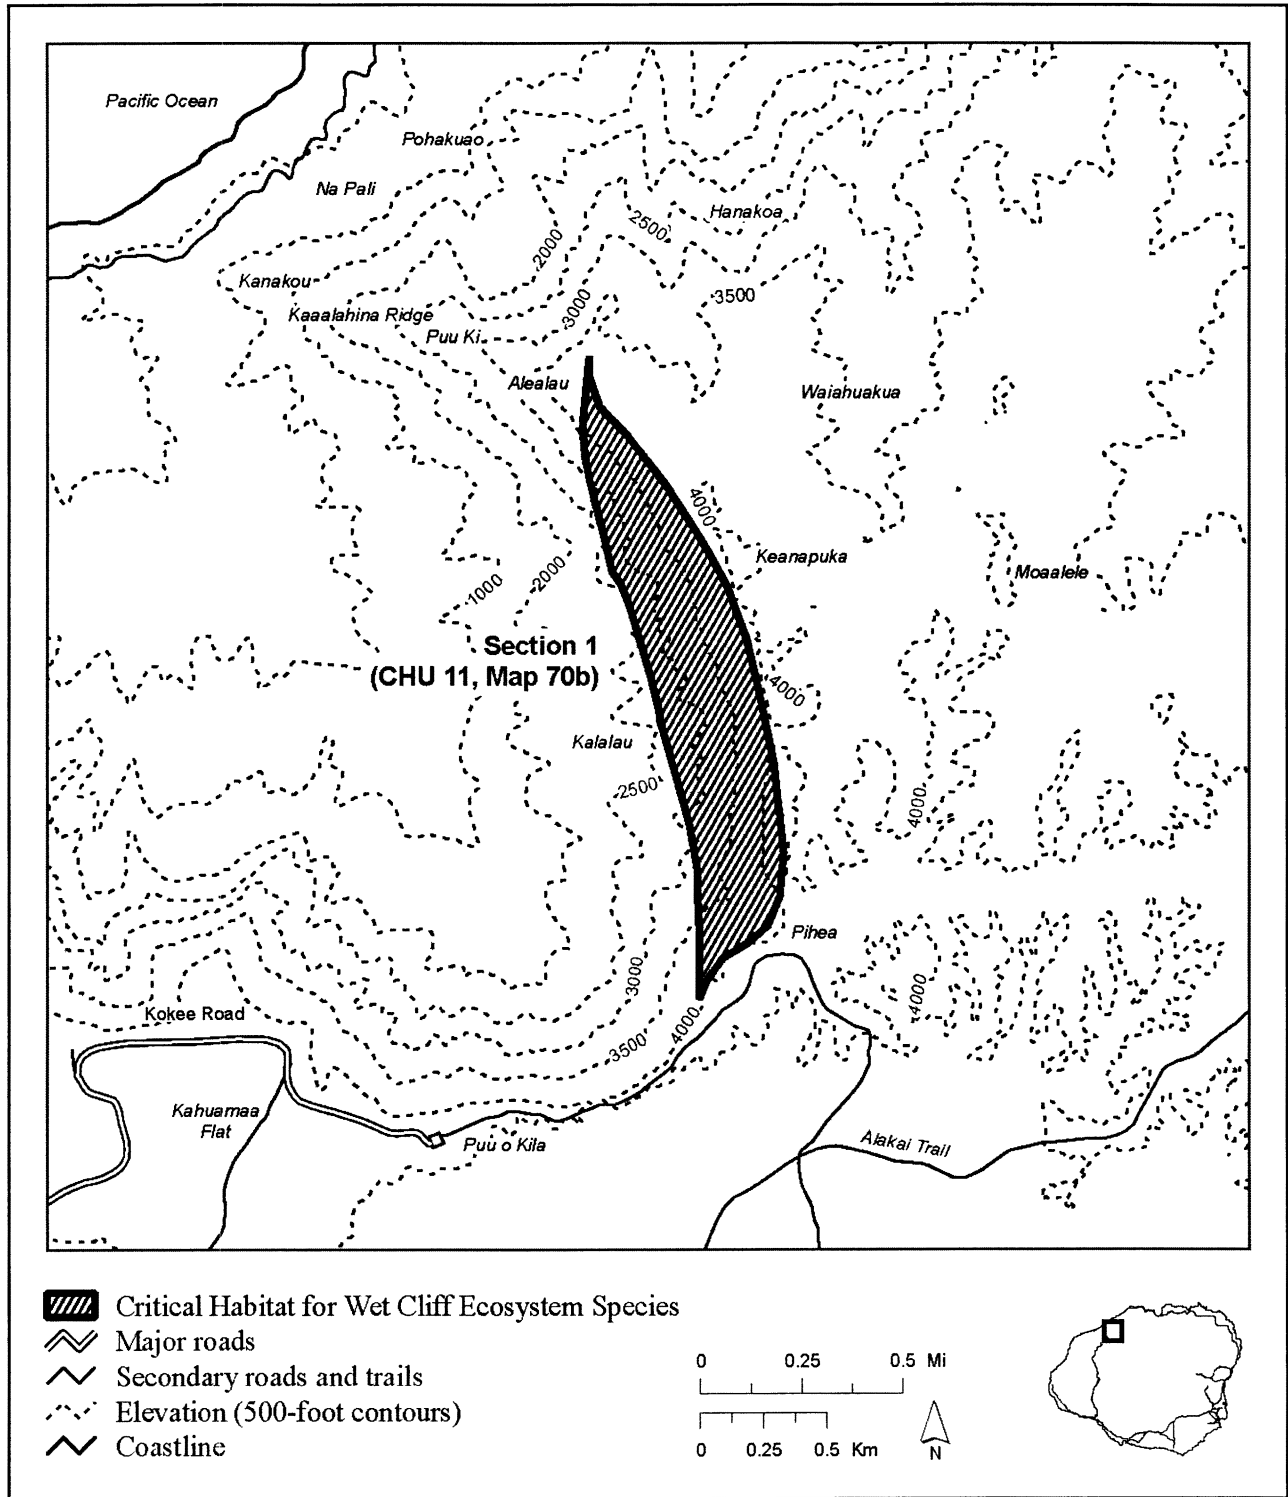 Pacific Ocean
Pohakuao
Na Pali
Hanakoa
2500
2000
Kanakou
3500
3000
Kaaalahina Ridge
Puu Ki
Alealau
Waiahuakua
4000
Keanapuka
Moaalele
1000
2000
Section 1
(CHU 11, Map 70b)
4000
Kalalau
2500
4000
Pihea
3000
4000
Kokee Road
4000
3500
Kahuamaa
Flat
Puu o Kila
Alakai Trail
Critical Habitat for Wet Cliff Ecosystem Species
Major roads
Secondary roads and trails
Elevation (500-foot contours)
Coastline
0 0.25 0.5 Mi
0 0.25 0.5 Km
N